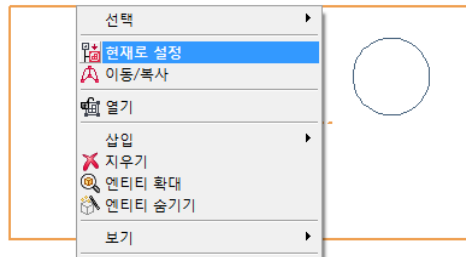 선택
현재로 설정
이동/복사
열기
삽입
지우기
엔티티 확대
엔티티 숨기기
보기